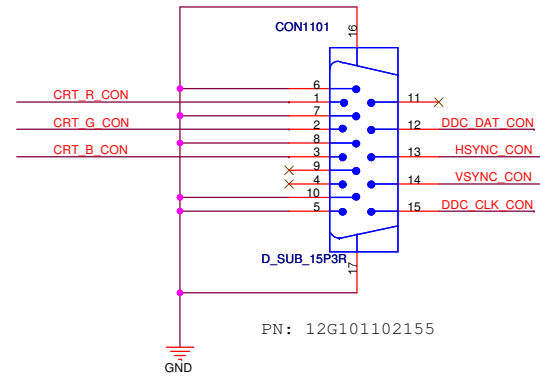 CON1101
16
6
CRT_R_CON 1 11
7
CRT_G_CON 2 12 DDC_DAT_CON
8
CRT_B_CON 3 13 HSYNC_CON
9
4 14 VSYNC_CON
10
5 15 DDC_CLK_CON
D_SUB_15P3R
17
PN: 12G101102155
GND